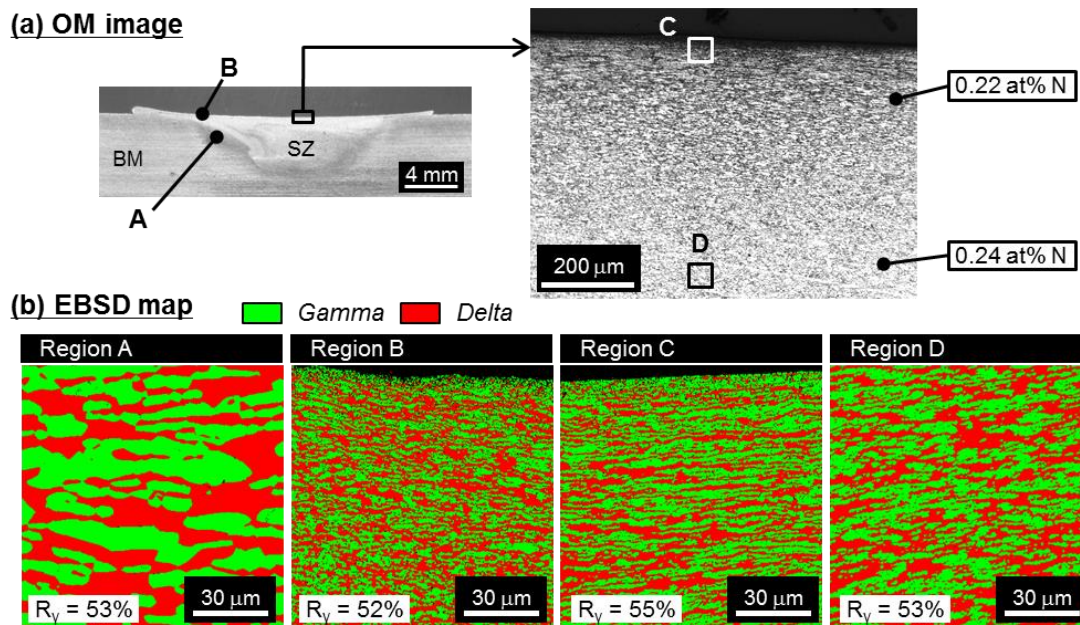 (a) OM image
B
BM
SZ
A
4 mm
C
0.22 at% N
D
0.24 at% N
200 μm
(b) EBSD map
Gamma
Delta
Region A
Region B
Region C
Region D
Rγ = 53%
30 μm
Rγ = 52%
30 μm
Rγ = 55%
30 μm
Rγ = 53%
30 μm